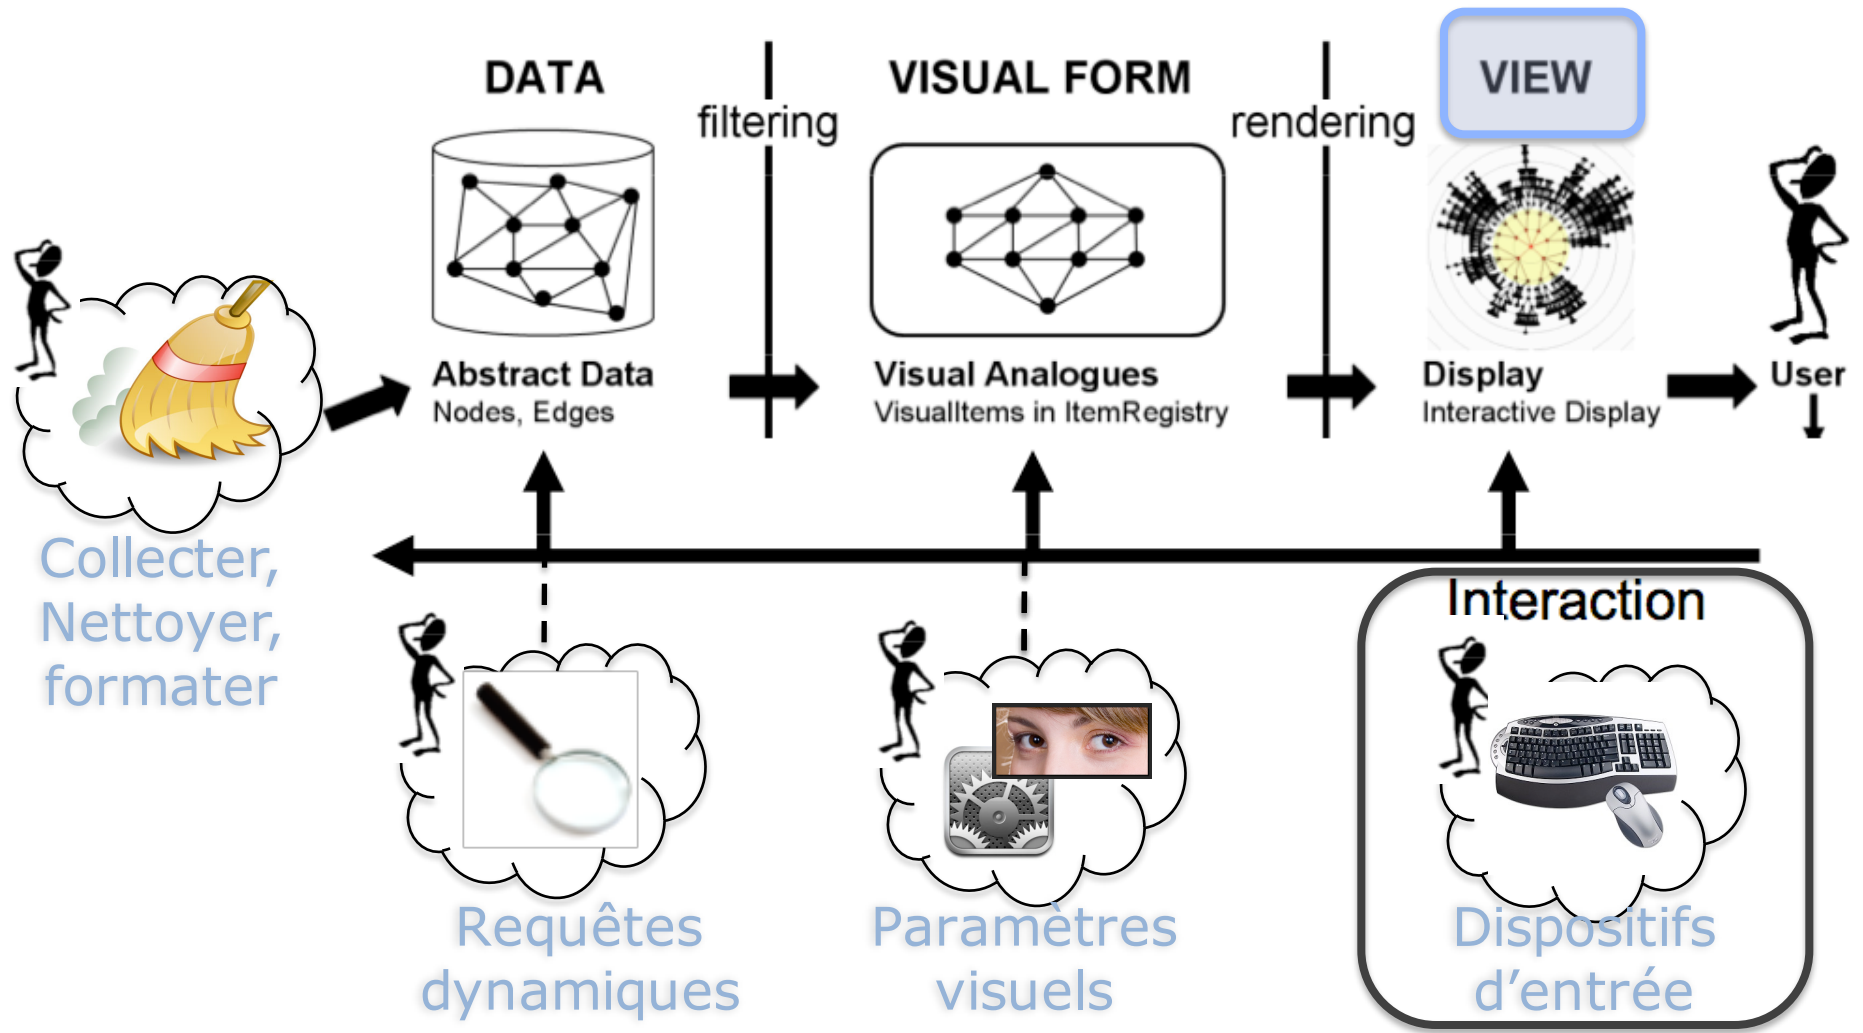 DATA
filtering
VISUAL FORM
rendering
VIEW
Abstract Data
Nodes, Edges
Visual Analogues
VisualItems in ItemRegistry
Display
Interactive Display
User
Collecter,
Nettoyer,
formater
Interaction
Requêtes
dynamiques
Paramètres
visuels
Dispositifs
d’entrée